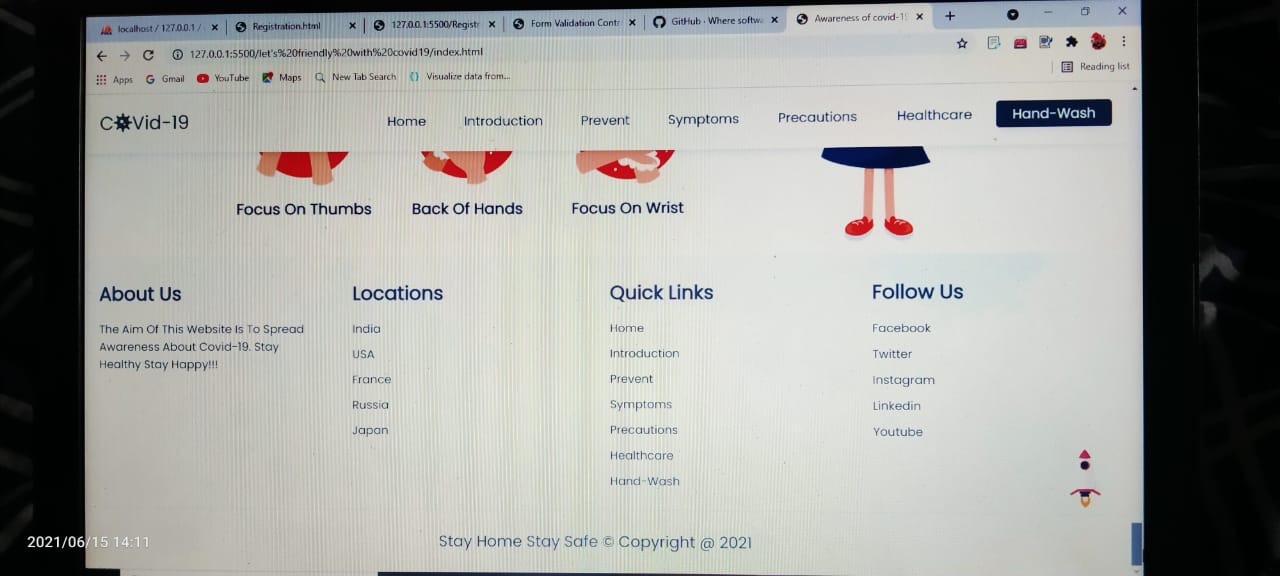 localhost / 127.0.0.1 /
Registration.html
127.0.0.1:5500/Registr
Form Validation Contr
GitHub · Where softwa
Awareness of covid-19
127.0.0.1:5500/let's%20friendly%20with%20covid19/index.html
Apps
Gmail
YouTube
Maps
New Tab Search
Visualize data from...
Reading list
COVid-19
Home
Introduction
Prevent
Symptoms
Precautions
Healthcare
Hand-Wash
Focus On Thumbs
Back Of Hands
Focus On Wrist
About Us
The Aim Of This Website Is To Spread
Awareness About Covid-19. Stay
Healthy Stay Happy!!!
Locations
India
USA
France
Russia
Japan
Quick Links
Home
Introduction
Prevent
Symptoms
Precautions
Healthcare
Hand-Wash
Follow Us
Facebook
Twitter
Instagram
Linkedin
Youtube
Stay Home Stay Safe © Copyright @ 2021
2021/06/15 14:11